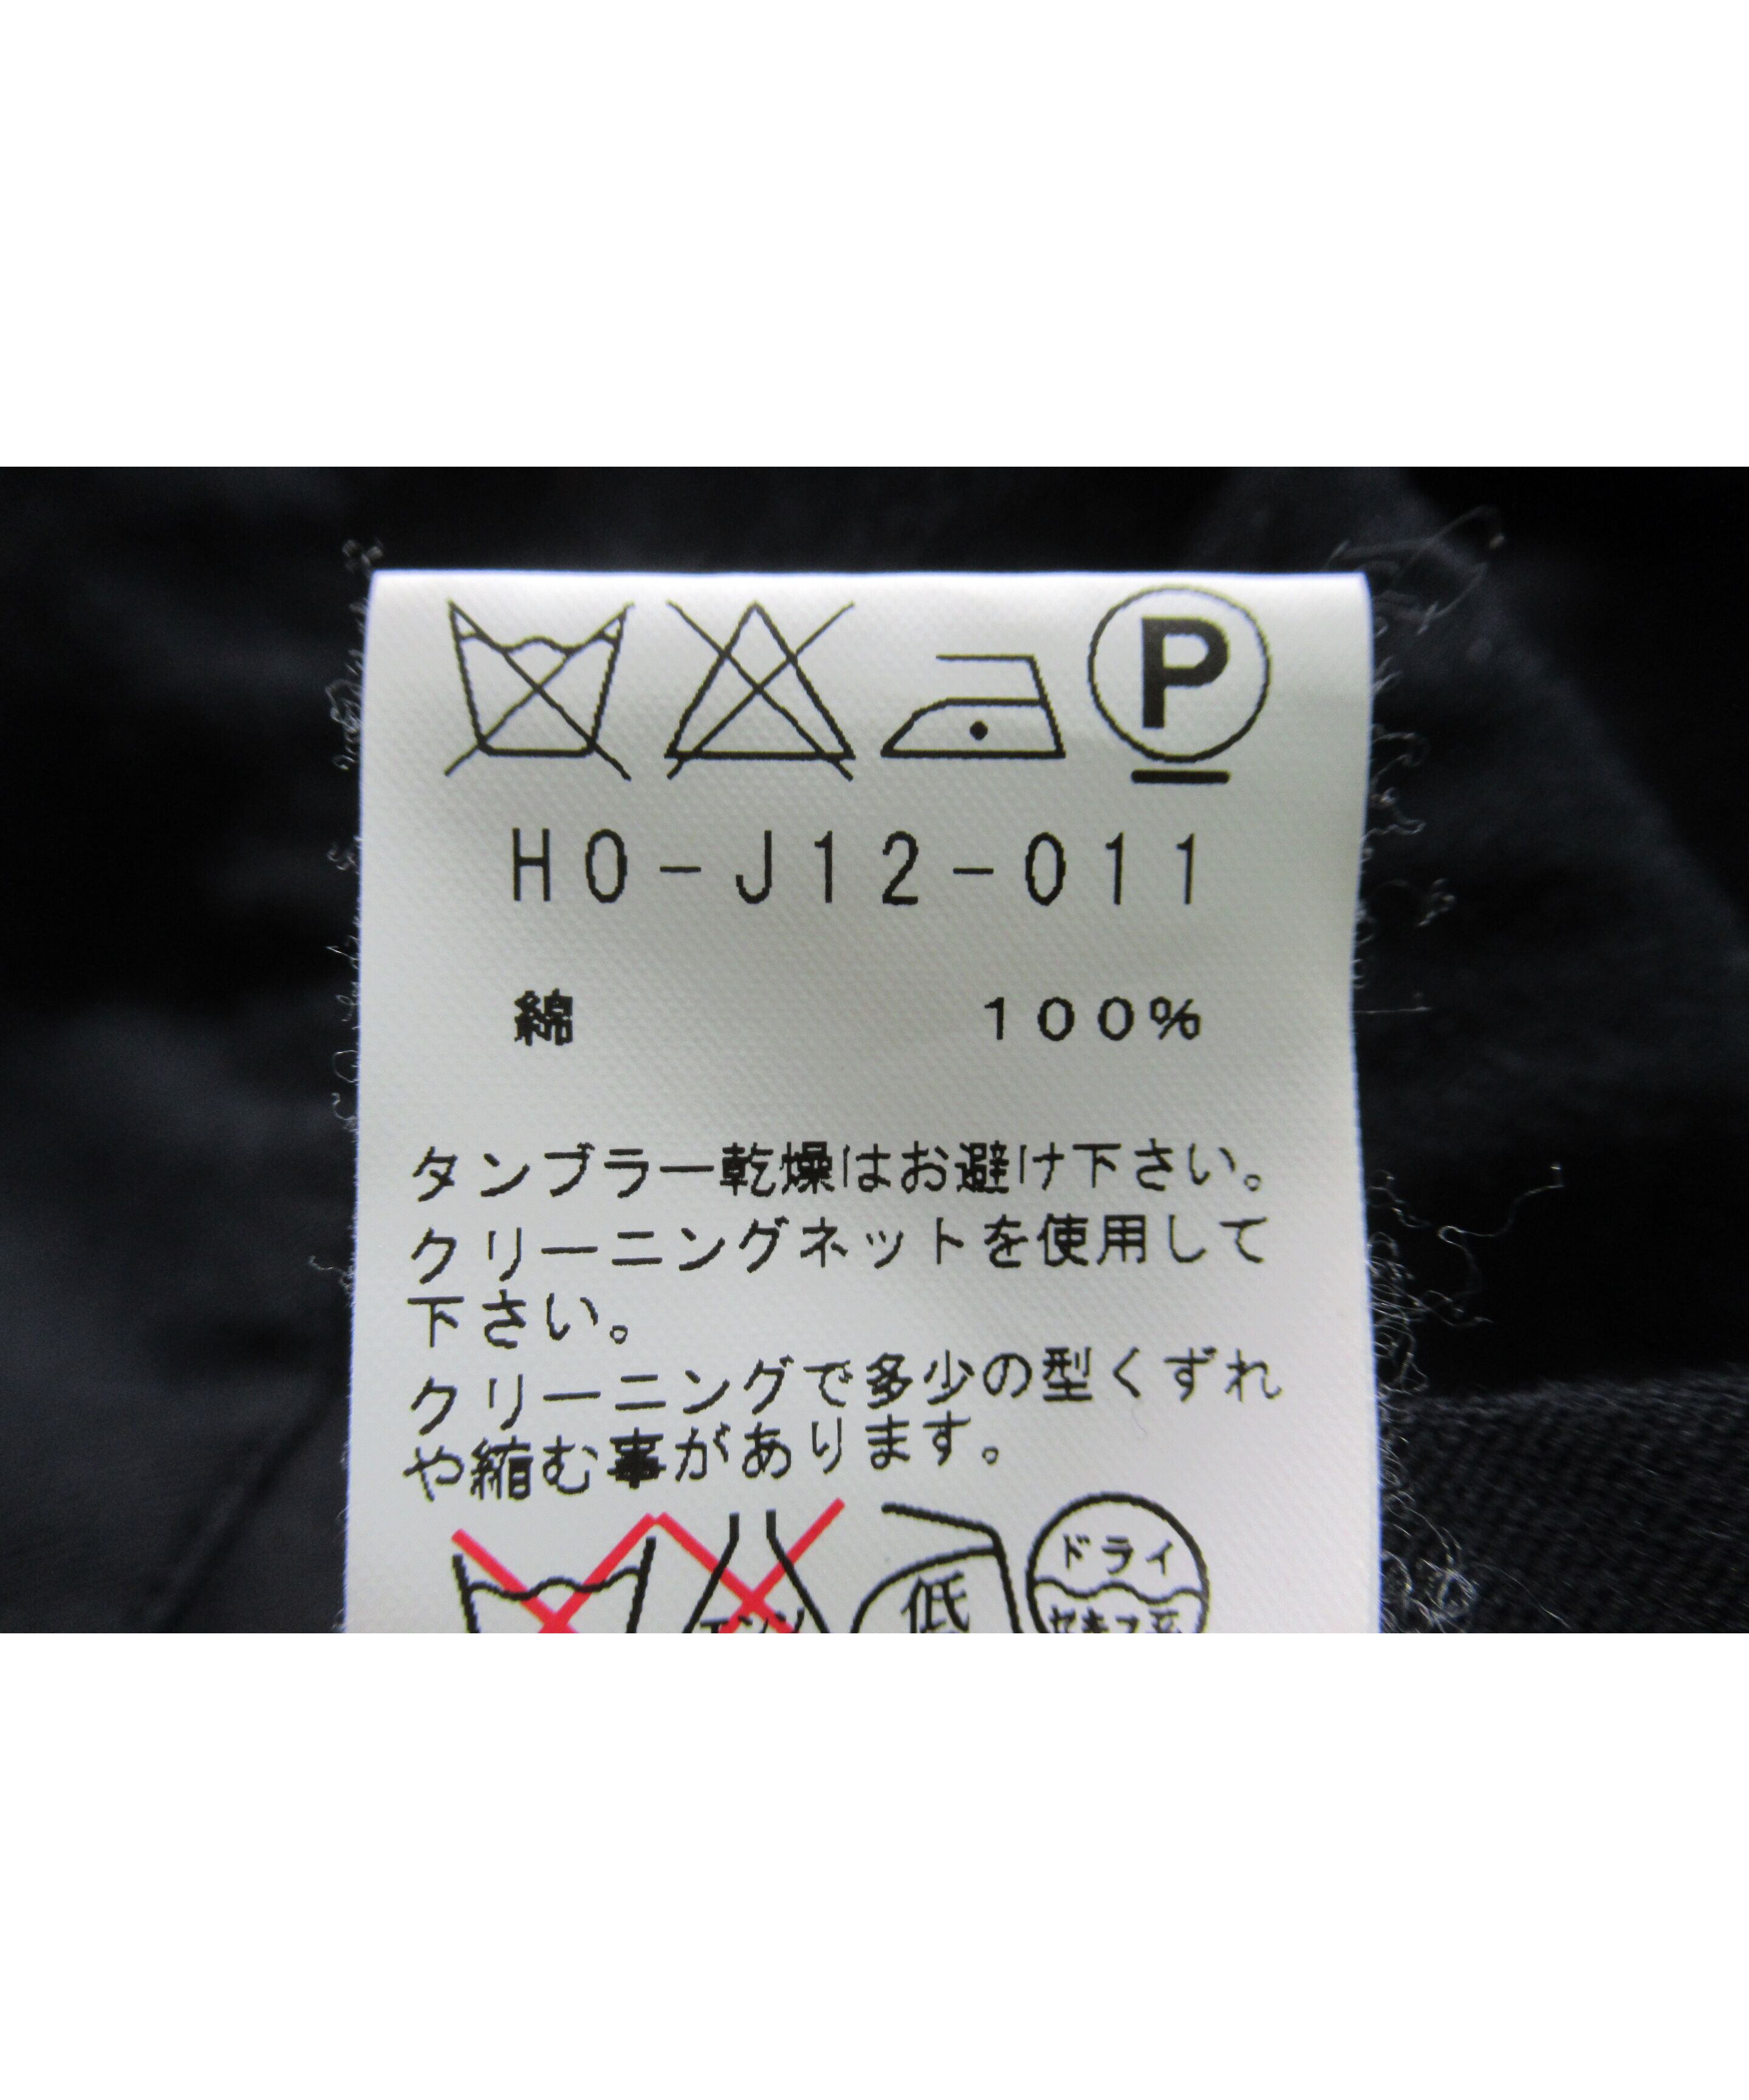 P
HO-J12-011
綿 100%
タンブラー乾燥はお避け下さい。
クリーニングネットを使用して
下さい。
クリーニングで多少の型くずれ
や縮む事があります。
低 ドライ